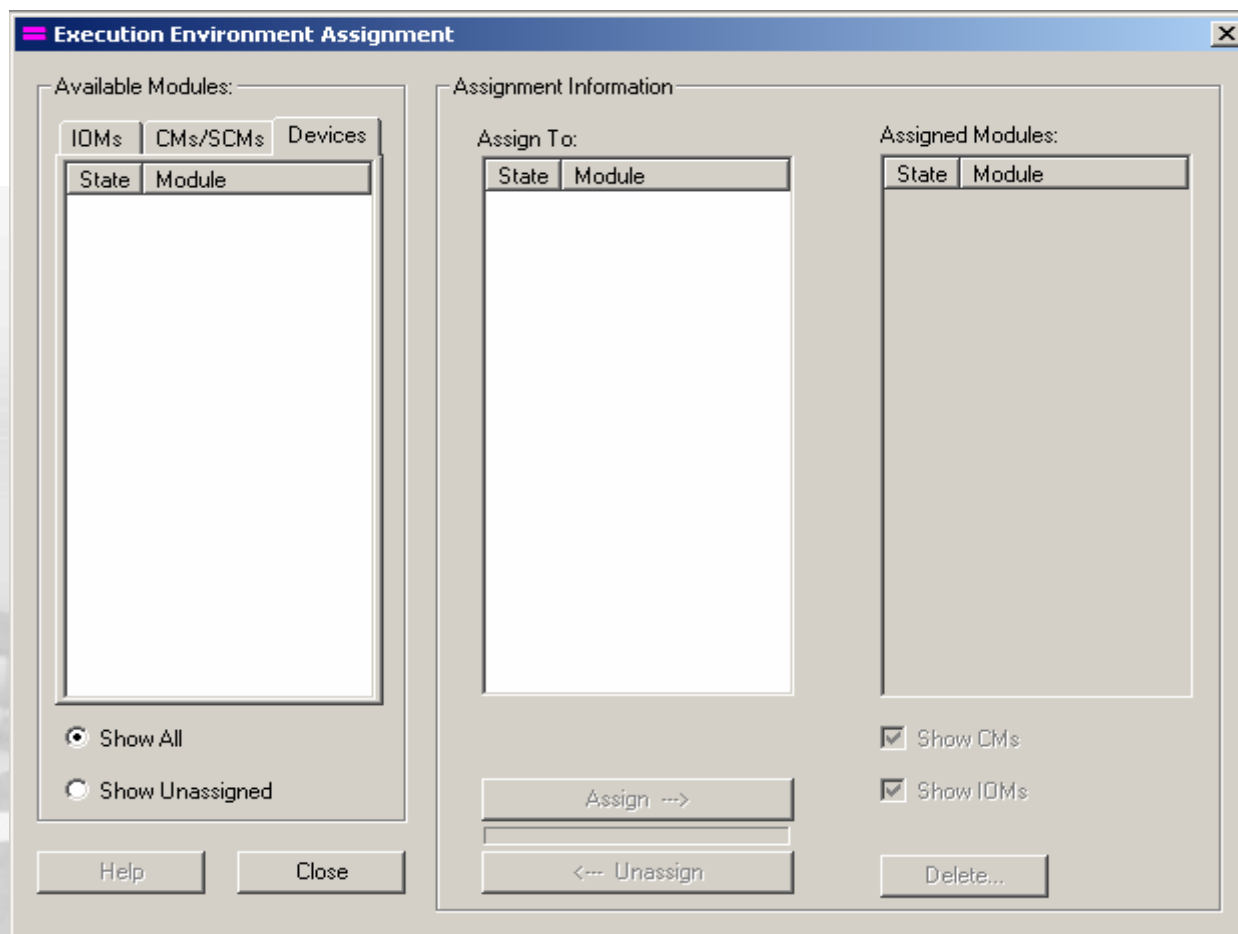 Execution Environment Assignment
Available Modules:
IOMs CMs/SCMs Devices
State Module
Show All
Show Unassigned
Help Close
Assignment Information
Assign To:
State Module
Assign --->
<--- Unassign
Assigned Modules:
State Module
Show CMs
Show IOMs
Delete...